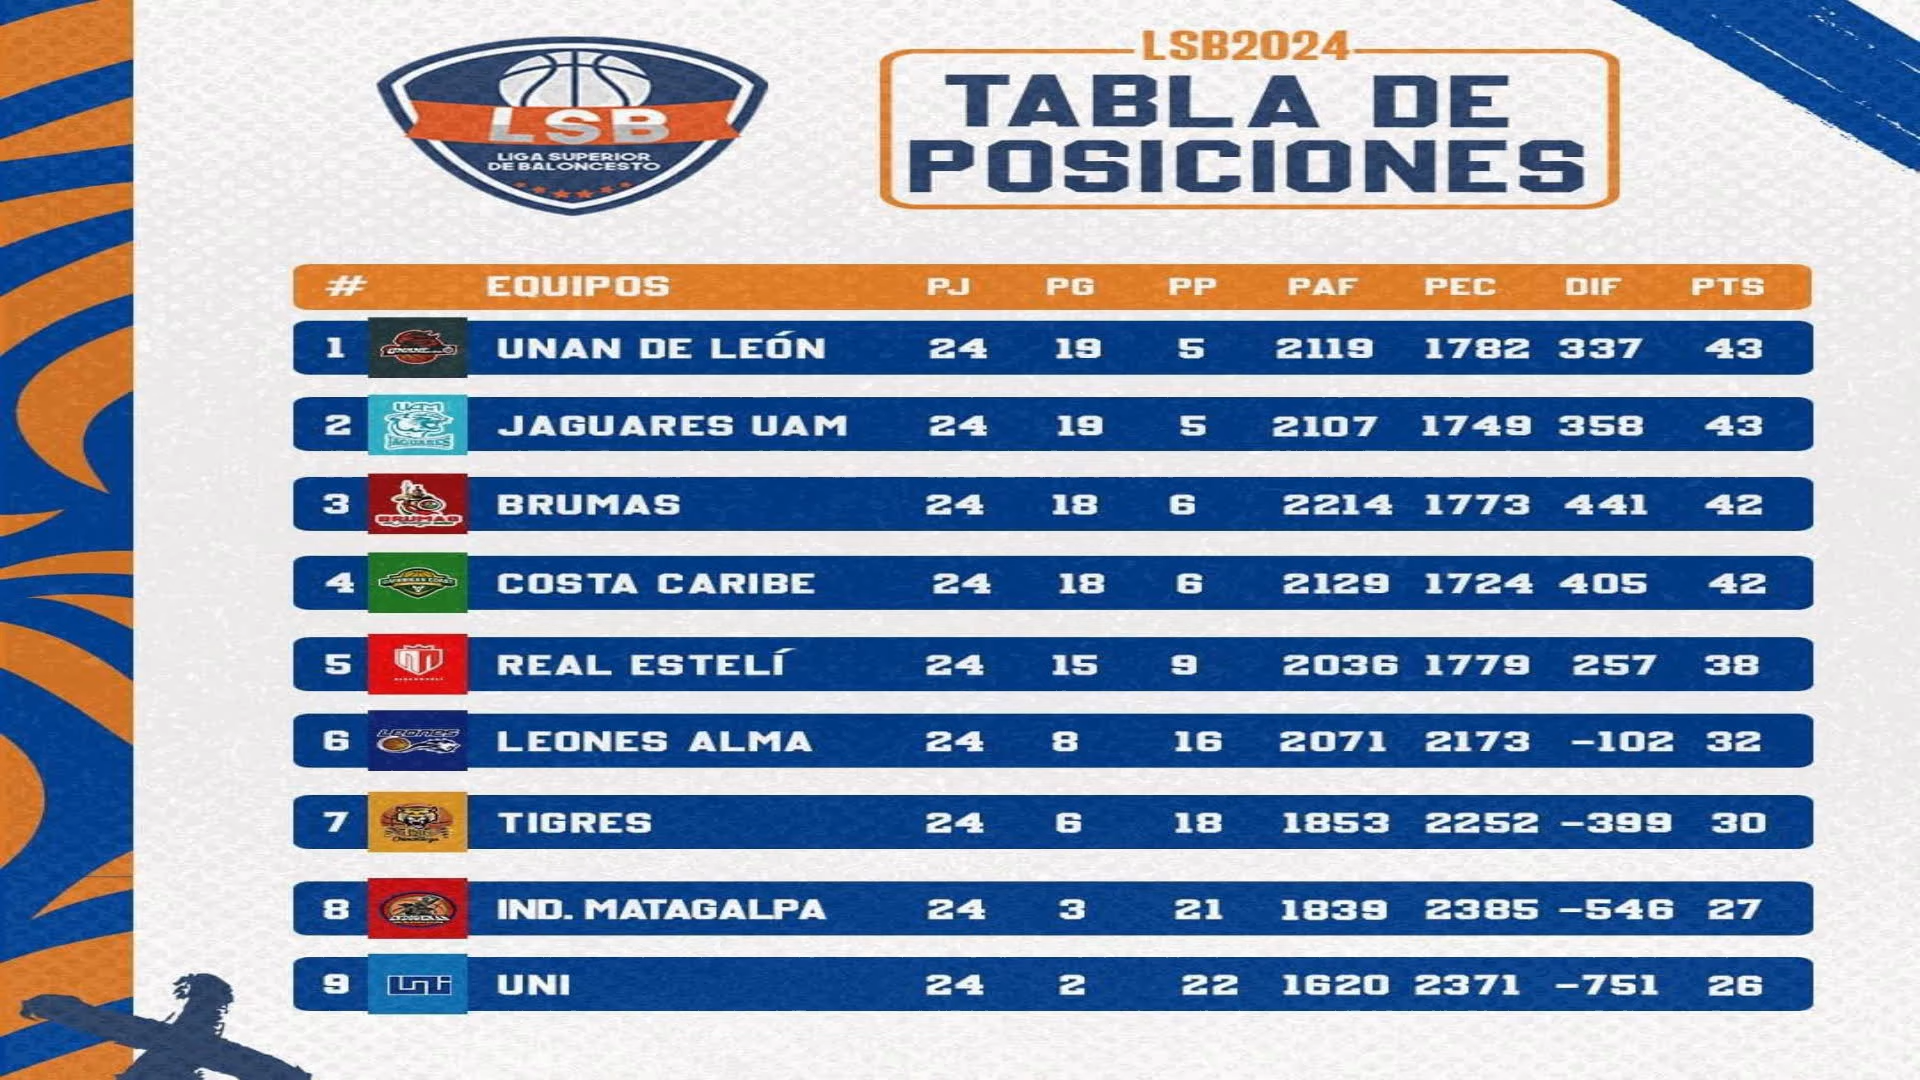 LSB
LIGA SUPERIOR
DE BALONCESTO
LSB2024
TABLA DE
POSICIONES
# EQUIPOS PJ PG PP PAF PEC DIF PTS
1 UNAN DE LEÓN 24 19 5 2119 1782 337 43
UAM
JAGUARES
2 JAGUARES UAM 24 19 5 2107 1749 358 43
BRUMAS
3 BRUMAS 24 18 6 2214 1773 441 42
4 COSTA CARIBE 24 18 6 2129 1724 405 42
5 REAL ESTELÍ 24 15 9 2036 1779 257 38
LEONES
6 LEONES ALMA 24 8 16 2071 2173 -102 32
7 TIGRES 24 6 18 1853 2252 -399 30
8 IND. MATAGALPA 24 3 21 1839 2385 -546 27
9 UNI UNI 24 2 22 1620 2371 -751 26